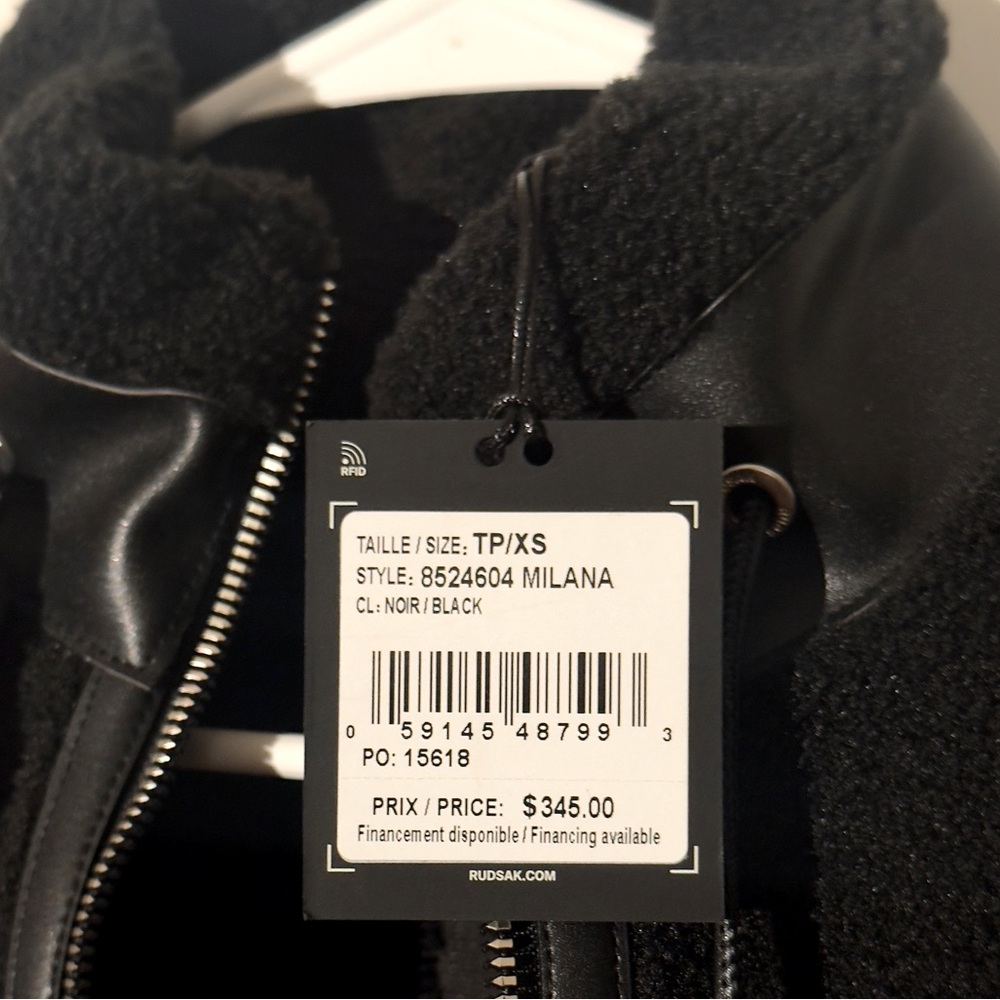 RFID
TAILLE / SIZE: TP/XS
STYLE: 8524604 MILANA
CL: NOIR / BLACK
0 59145 48799 3
PO: 15618
PRIX / PRICE: $345.00
Financement disponible / Financing available
RUDSAK.COM